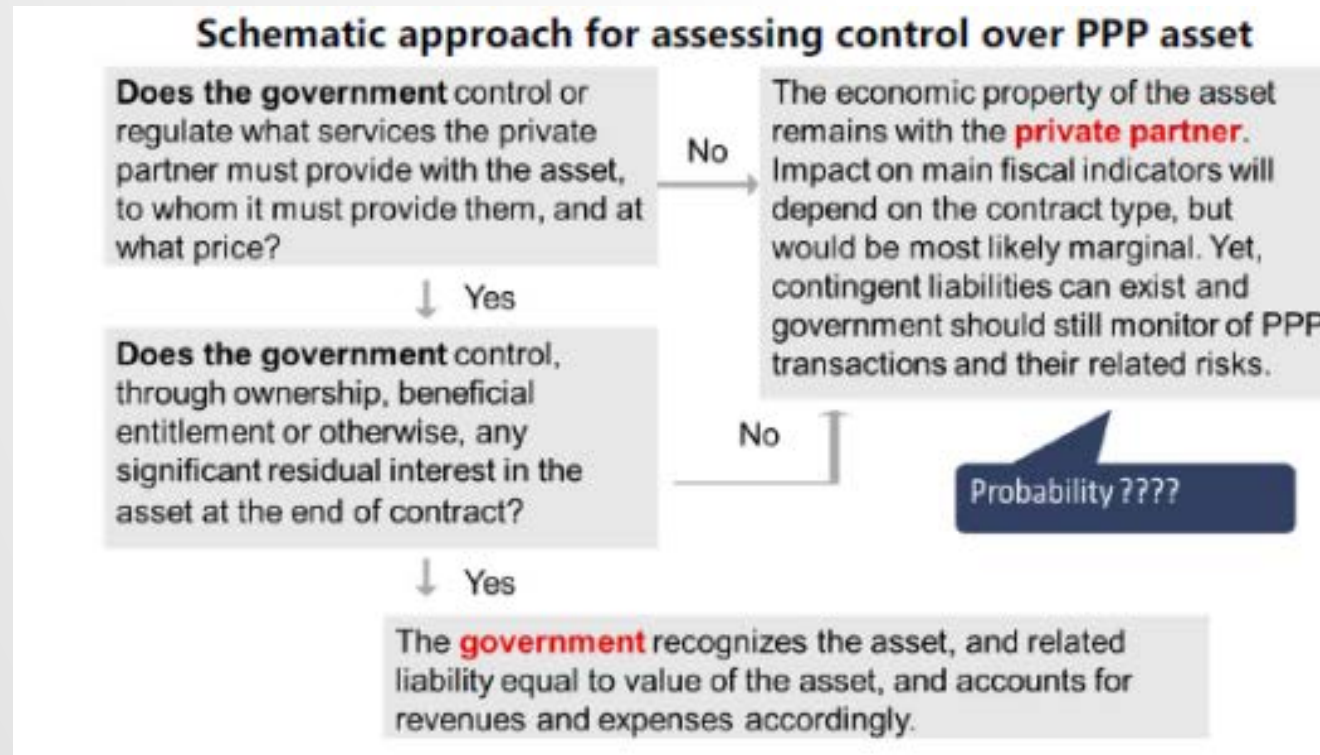 Schematic approach for assessing control over PPP asset
Does the government control or
regulate what services the private
partner must provide with the asset,
to whom it must provide them, and at
what price?
No
The economic property of the asset
remains with the private partner.
Impact on main fiscal indicators will
depend on the contract type, but
would be most likely marginal. Yet,
contingent liabilities can exist and
government should still monitor of PPP
transactions and their related risks.
Yes
Does the government control,
through ownership, beneficial
entitlement or otherwise, any
significant residual interest in the
asset at the end of contract?
No
Probability ????
Yes
The government recognizes the asset, and related
liability equal to value of the asset, and accounts for
revenues and expenses accordingly.